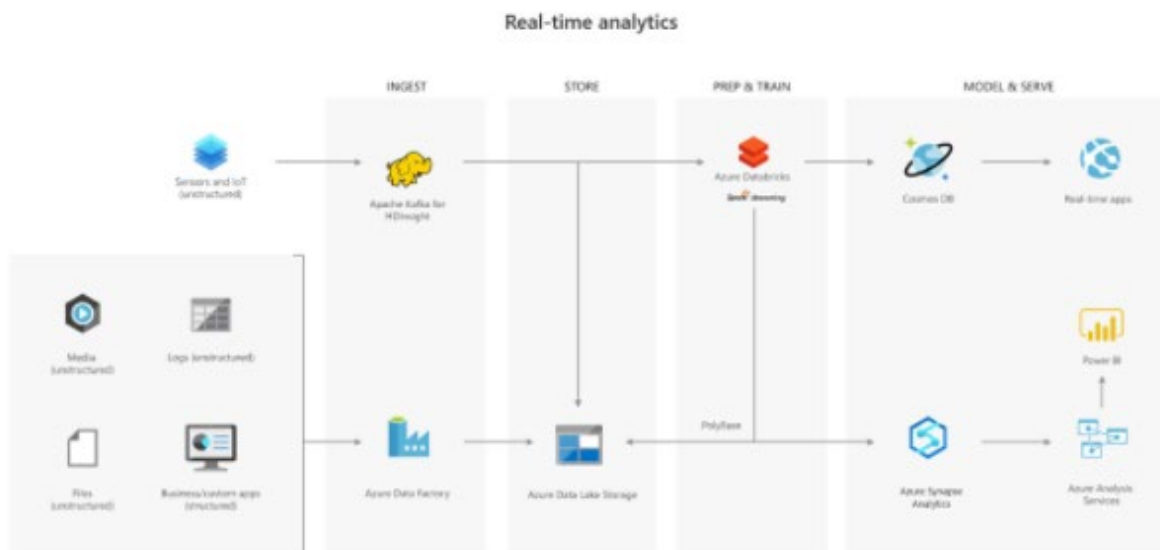 Real-time analytics
INGEST
STORE
PREP & TRAIN
MODEL & SERVE
Sensors and IoT
(unstructured)
Apache Kafka for
HDInsight
Azure Databricks
Spark Streaming
Cosmos DB
Real-time apps
Media
(unstructured)
Logs (unstructured)
Power BI
PolyBase
Files
(unstructured)
Business/custom apps
(structured)
Azure Data Factory
Azure Data Lake Storage
Azure Synapse
Analytics
Azure Analysis
Services